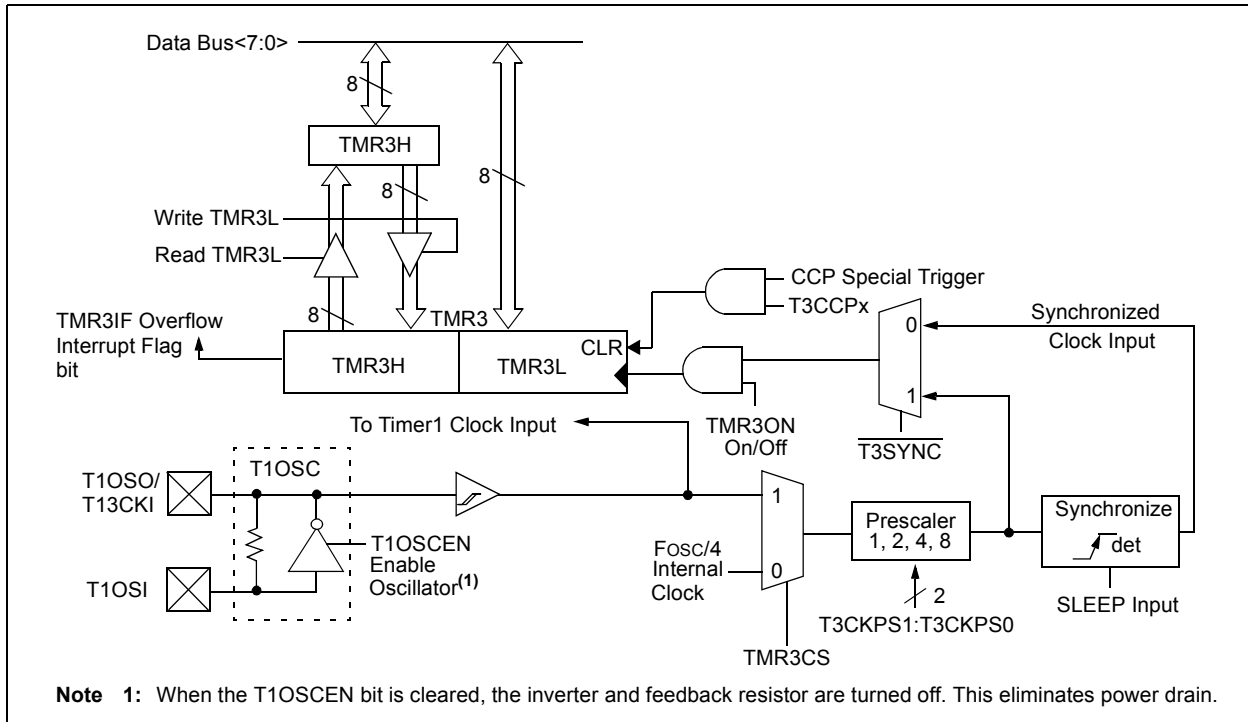 Data Bus<7:0>
8
TMR3H
8
8
Write TMR3L
Read TMR3L
CCP Special Trigger
T3CCPx
8
TMR3
TMR3IF Overflow
Interrupt Flag
bit
TMR3H
TMR3L
CLR
0
1
Synchronized
Clock Input
TMR3ON
On/Off
T3SYNC
To Timer1 Clock Input
T1OSC
T1OSO/
T13CKI
T1OSI
T1OSCEN
Enable
Oscillator(1)
1
0
FOSC/4
Internal
Clock
Prescaler
1, 2, 4, 8
Synchronize
det
2
T3CKPS1:T3CKPS0
SLEEP Input
TMR3CS
Note 1: When the T1OSCEN bit is cleared, the inverter and feedback resistor are turned off. This eliminates power drain.